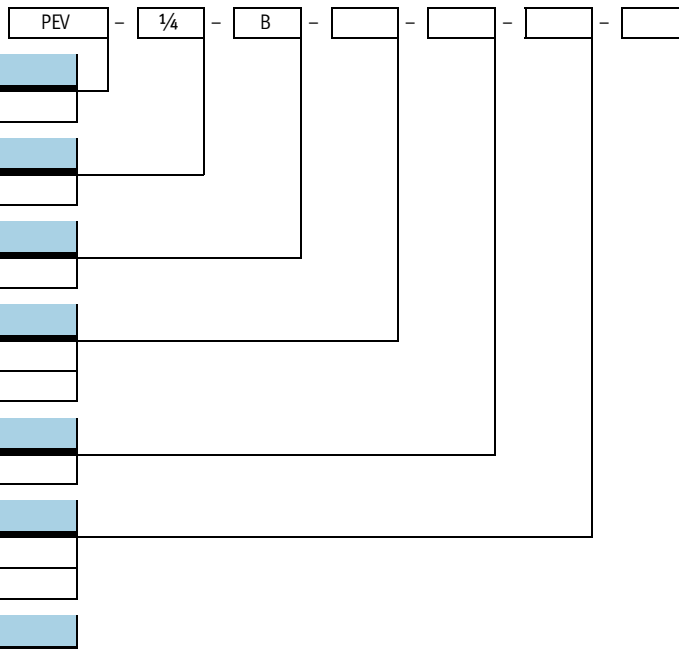 PEV – ¼ – B – – – –